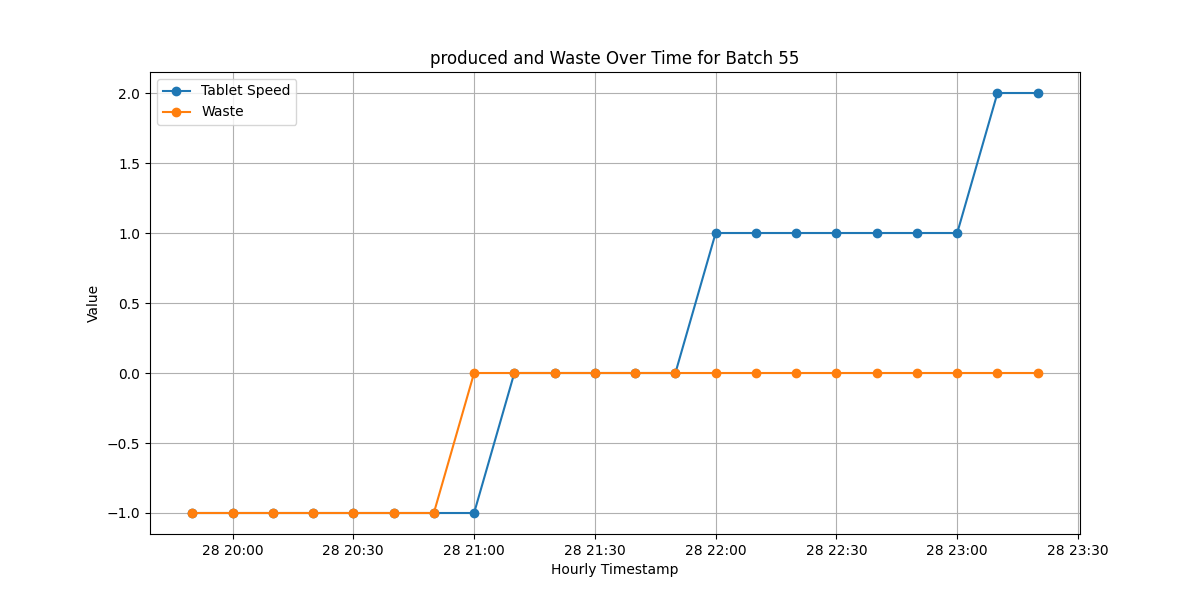 produced and Waste Over Time for Batch 55
Tablet Speed
Waste
2.0
1.5
1.0
0.5
0.0
−0.5
−1.0
Value
28 20:00 28 20:30 28 21:00 28 21:30 28 22:00 28 22:30 28 23:00 28 23:30
Hourly Timestamp